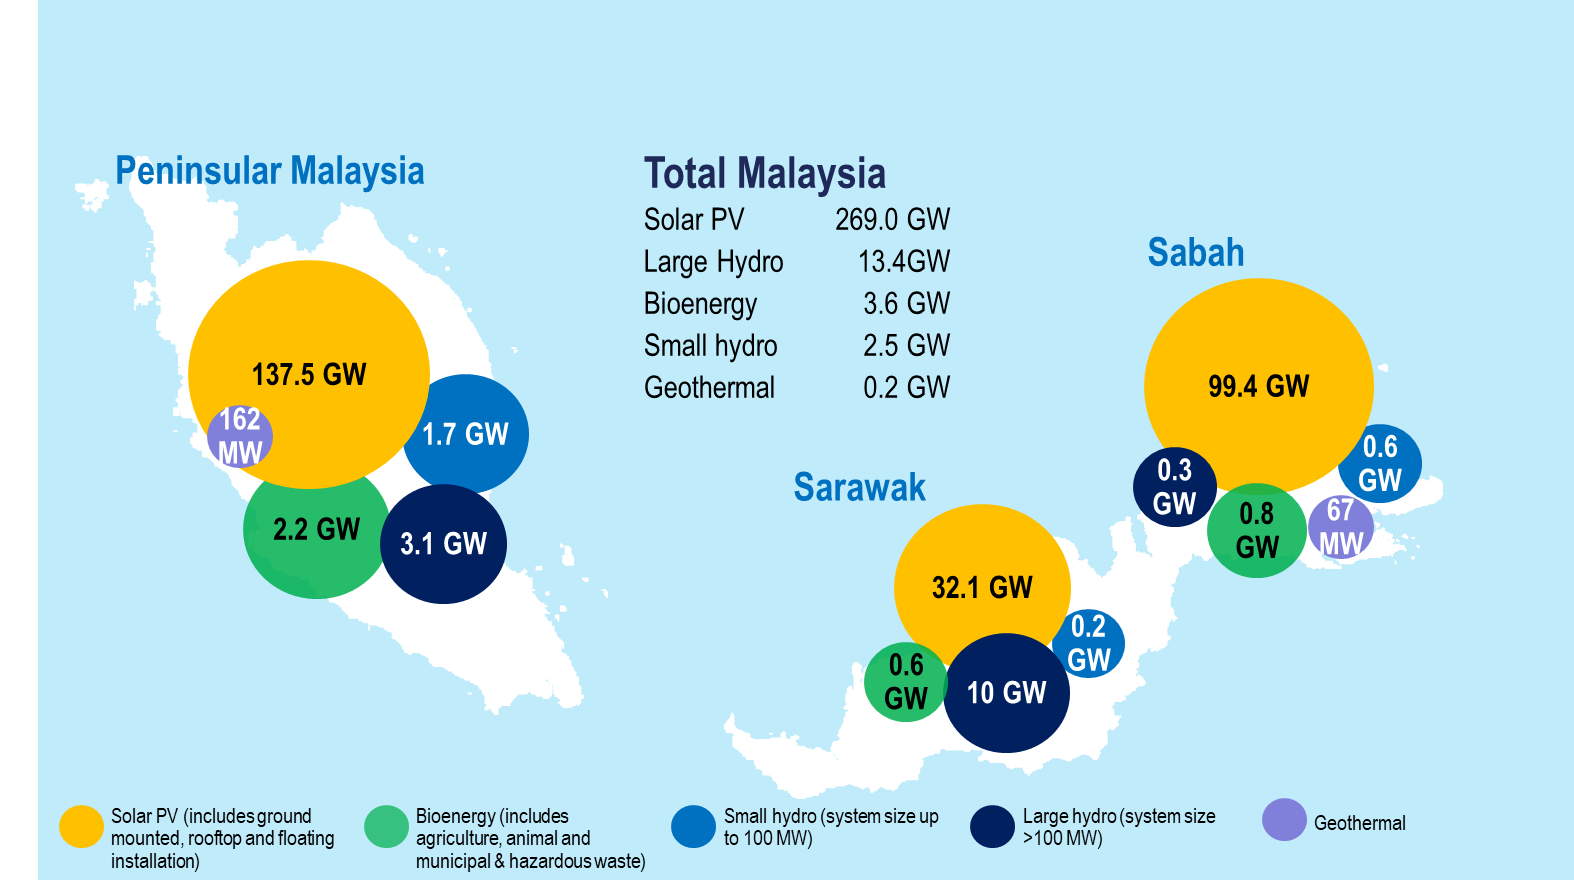 Peninsular Malaysia
137.5 GW
162
MW
1.7 GW
2.2 GW
3.1 GW
Total Malaysia
Solar PV 269.0 GW
Large Hydro 13.4GW
Bioenergy 3.6 GW
Small hydro 2.5 GW
Geothermal 0.2 GW
Sarawak
32.1 GW
0.2
GW
0.6
GW
10 GW
Sabah
99.4 GW
0.6
GW
0.3
GW
0.8
GW
67
MW
Solar PV (includes ground
mounted, rooftop and floating
installation)
Bioenergy (includes
agriculture, animal and
municipal & hazardous waste)
Small hydro (system size up
to 100 MW)
Large hydro (system size
>100 MW)
Geothermal